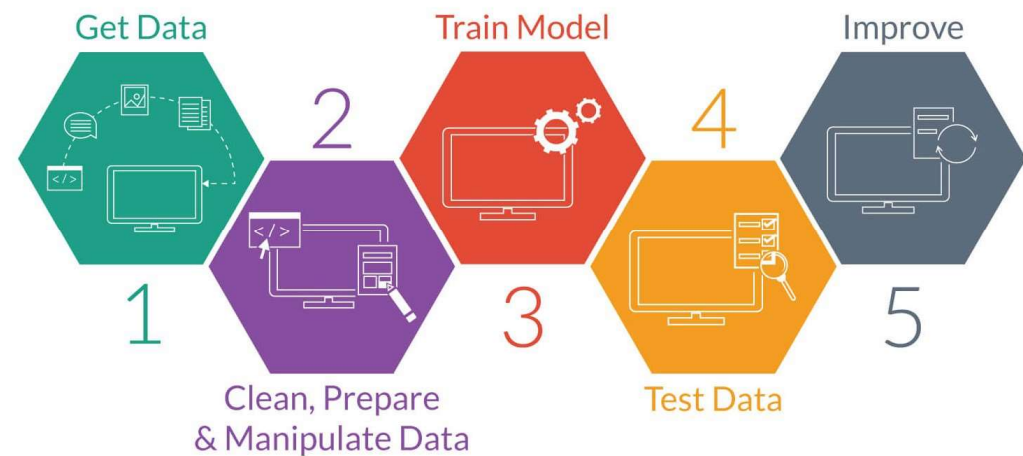 Get Data
</>
1
2
</>
Clean, Prepare
& Manipulate Data
Train Model
3
4
Test Data
Improve
5